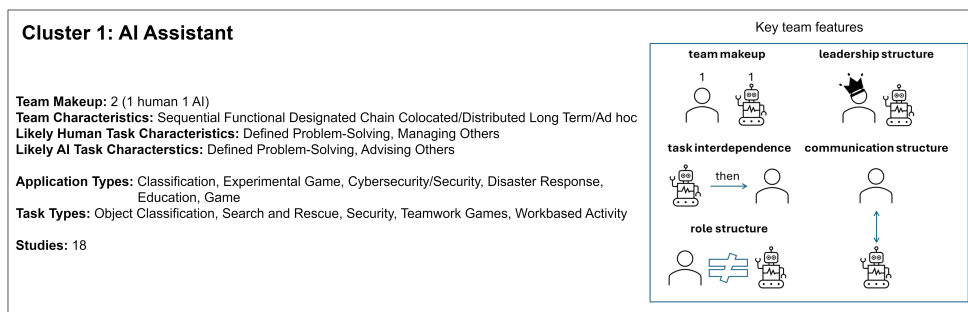 Cluster 1: AI Assistant
Team Makeup: 2 (1 human 1 AI)
Team Characteristics: Sequential Functional Designated Chain Colocated/Distributed Long Term/Ad hoc
Likely Human Task Characteristics: Defined Problem-Solving, Managing Others
Likely AI Task Characterstics: Defined Problem-Solving, Advising Others
Application Types: Classification, Experimental Game, Cybersecurity/Security, Disaster Response,
Education, Game
Task Types: Object Classification, Search and Rescue, Security, Teamwork Games, Workbased Activity
Studies: 18
Key team features
team makeup
leadership structure
1 1
task interdependence
communication structure
then
role structure